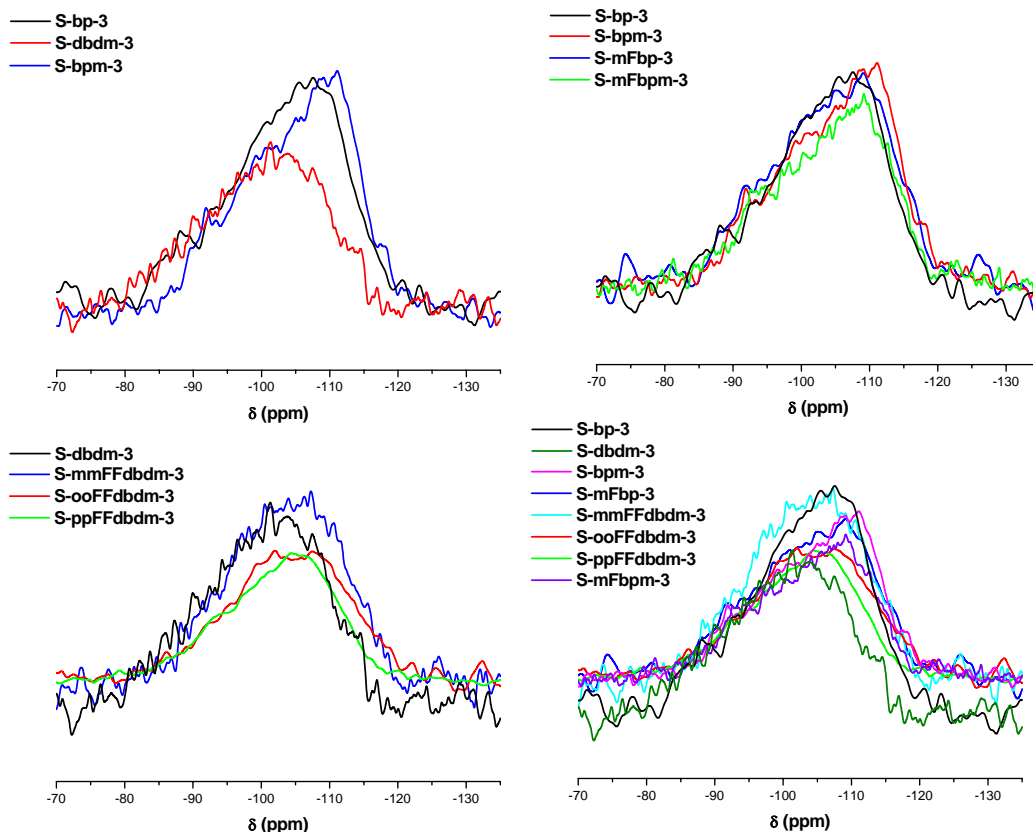 S-bp-3
S-dbdm-3
S-bpm-3
-70 -80 -90 -100 -110 -120 -130
δ (ppm)
S-bp-3
S-bpm-3
S-mFbp-3
S-mFbpm-3
-70 -80 -90 -100 -110 -120 -130
δ (ppm)
S-dbdm-3
S-mmFFdbdm-3
S-ooFFdbdm-3
S-ppFFdbdm-3
-70 -80 -90 -100 -110 -120 -130
δ (ppm)
S-bp-3
S-dbdm-3
S-bpm-3
S-mFbp-3
S-mmFFdbdm-3
S-ooFFdbdm-3
S-ppFFdbdm-3
S-mFbpm-3
-70 -80 -90 -100 -110 -120 -130
δ (ppm)